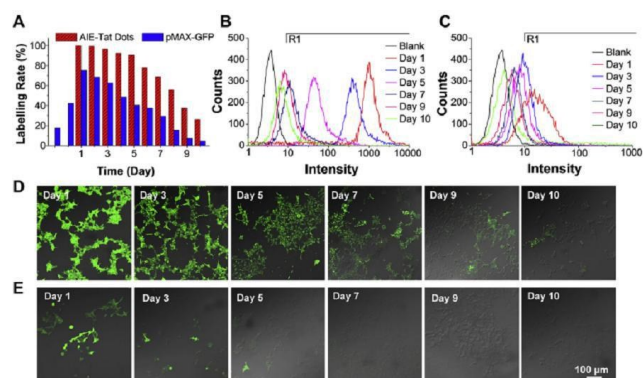 A
AIE-Tat Dots
pMAX-GFP
100
80
60
40
20
0
Labelling Rate (%)
1
3
5
7
9
Time (Day)
B
R1
500
400
300
200
100
0
Counts
Blank
Day 1
Day 3
Day 5
Day 7
Day 9
Day 10
1
10
100
1000
10000
Intensity
C
R1
500
400
300
200
100
0
Counts
Blank
Day 1
Day 3
Day 5
Day 7
Day 9
Day 10
1
10
100
1000
10000
Intensity
D
Day 1
Day 3
Day 5
Day 7
Day 9
Day 10
E
Day 1
Day 3
Day 5
Day 7
Day 9
Day 10
100 µm